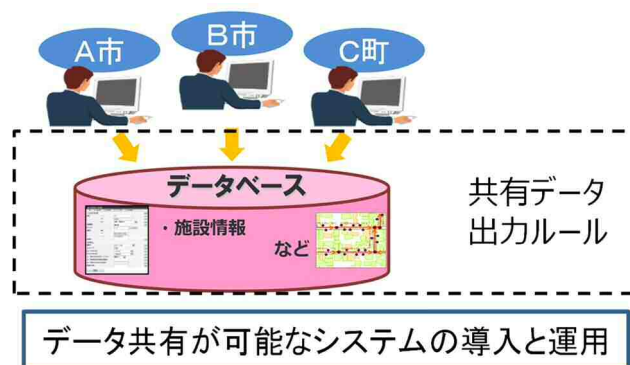 A市
B市
C町
データベース
・施設情報
など
共有データ
出力ルール
データ共有が可能なシステムの導入と運用